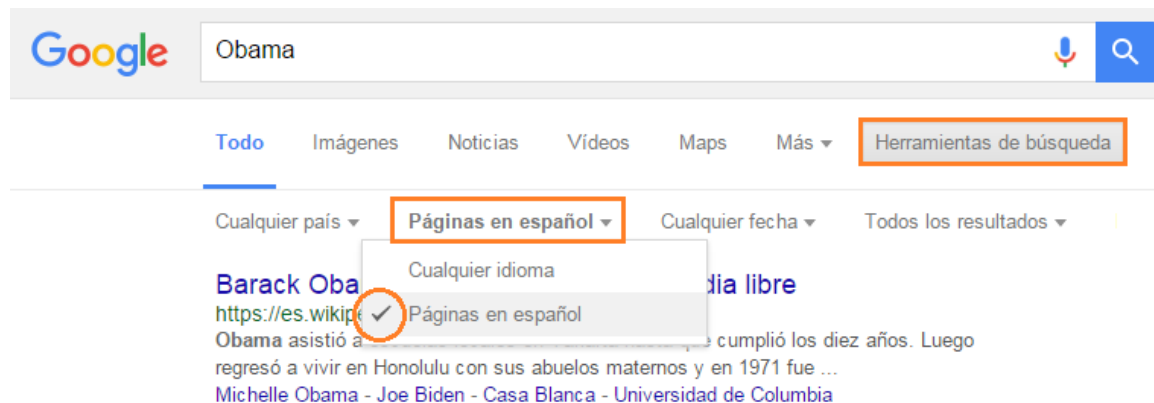 Google Obama
Todo Imágenes Noticias Vídeos Maps Más Herramientas de búsqueda
Cualquier país Páginas en español Cualquier fecha Todos los resultados
Cualquier idioma
Páginas en español
Barack Oba dia libre
https://es.wikipe
Obama asistió a cumplió los diez años. Luego
regresó a vivir en Honolulu con sus abuelos maternos y en 1971 fue ...
Michelle Obama - Joe Biden - Casa Blanca - Universidad de Columbia